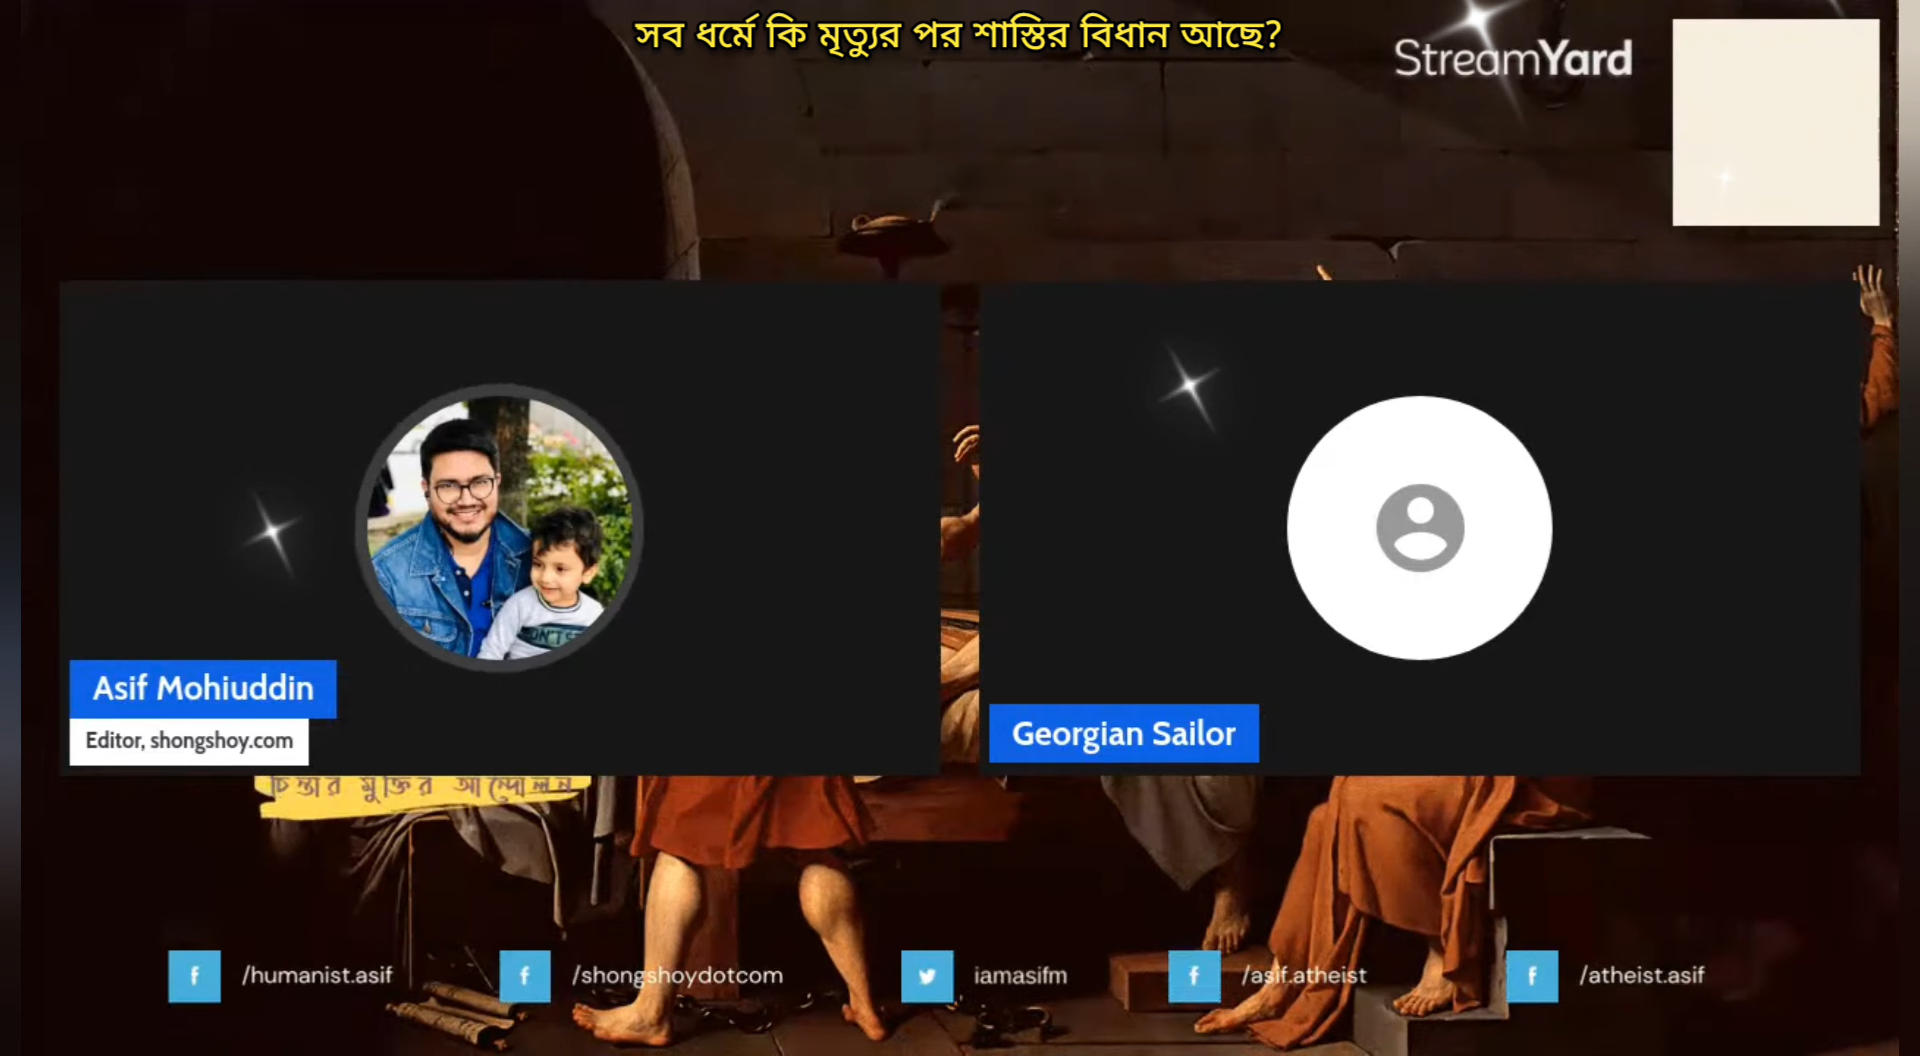 সব ধর্মে কি মৃত্যুর পর শাস্তির বিধান আছে?
StreamYard
DON'T
Asif Mohiuddin
Editor, shongshoy.com
Georgian Sailor
চিন্তার মুক্তির আন্দোলন
/humanist.asif
/shongshoydotcom
iamasifm
/asif.atheist
/atheist.asif